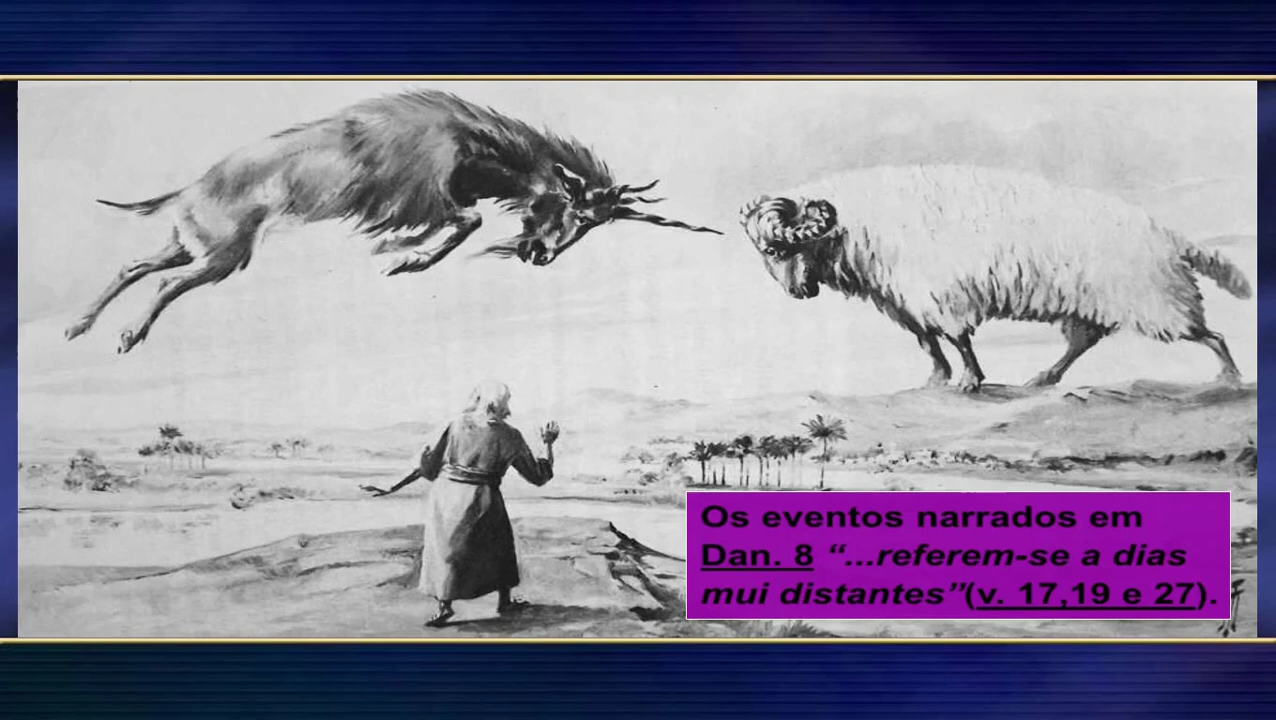 Os eventos narrados em
Dan. 8 “...referem-se a dias
mui distantes”(v. 17,19 e 27).